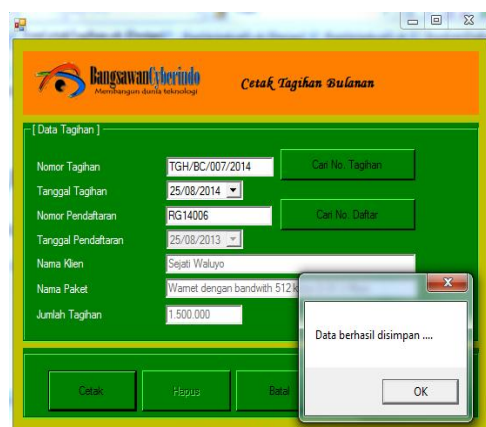 BangsawanCyberindo
Membangun dunia teknologi
Cetak Tagihan Bulanan
[ Data Tagihan ]
Nomor Tagihan TGH/BC/007/2014 Cari No. Tagihan
Tanggal Tagihan 25/08/2014
Nomor Pendaftaran RG14006 Cari No. Daftar
Tanggal Pendaftaran 25/08/2013
Nama Klien Sejati Waluyo
Nama Paket Warnet dengan bandwith 512
Jumlah Tagihan 1.500.000
Data berhasil disimpan ....
OK
Cetak Hapus Batal